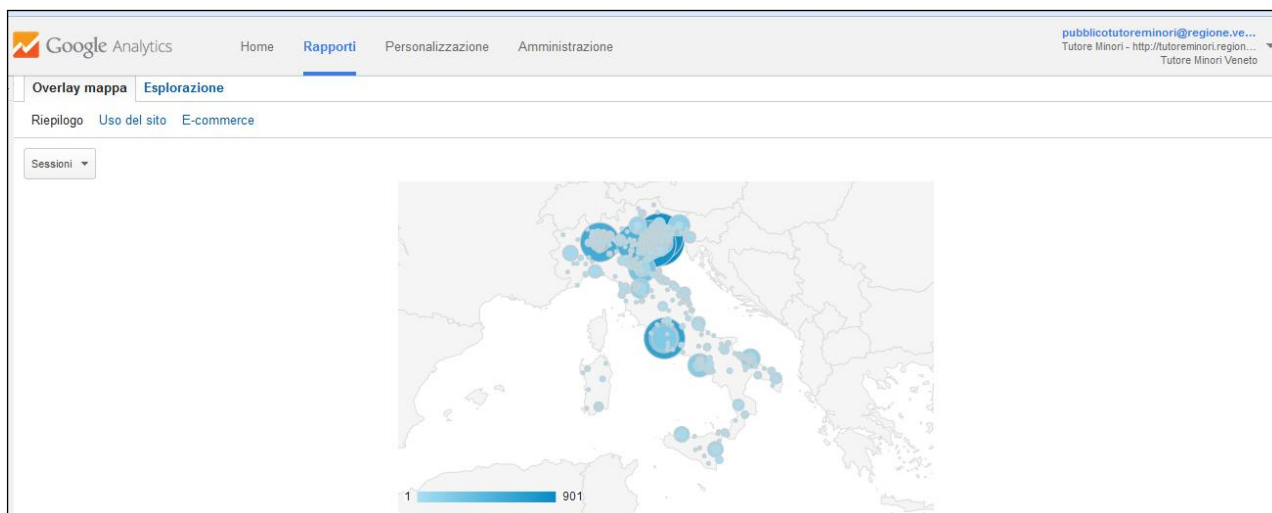 Google Analytics
Home Rapporti Personalizzazione Amministrazione
pubblicotutoreminori@regione.ve...
Tutore Minori - http://tutoreminori.region...
Tutore Minori Veneto
Overlay mappa Esplorazione
Riepilogo Uso del sito E-commerce
Sessioni
1 901